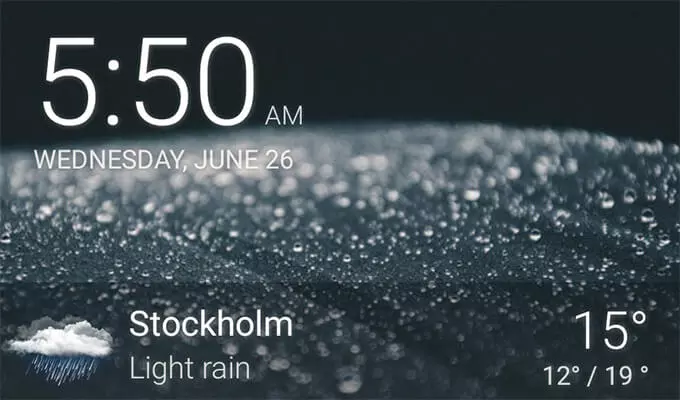 5:50 AM
WEDNESDAY, JUNE 26
Stockholm
Light rain
15°
12° / 19 °